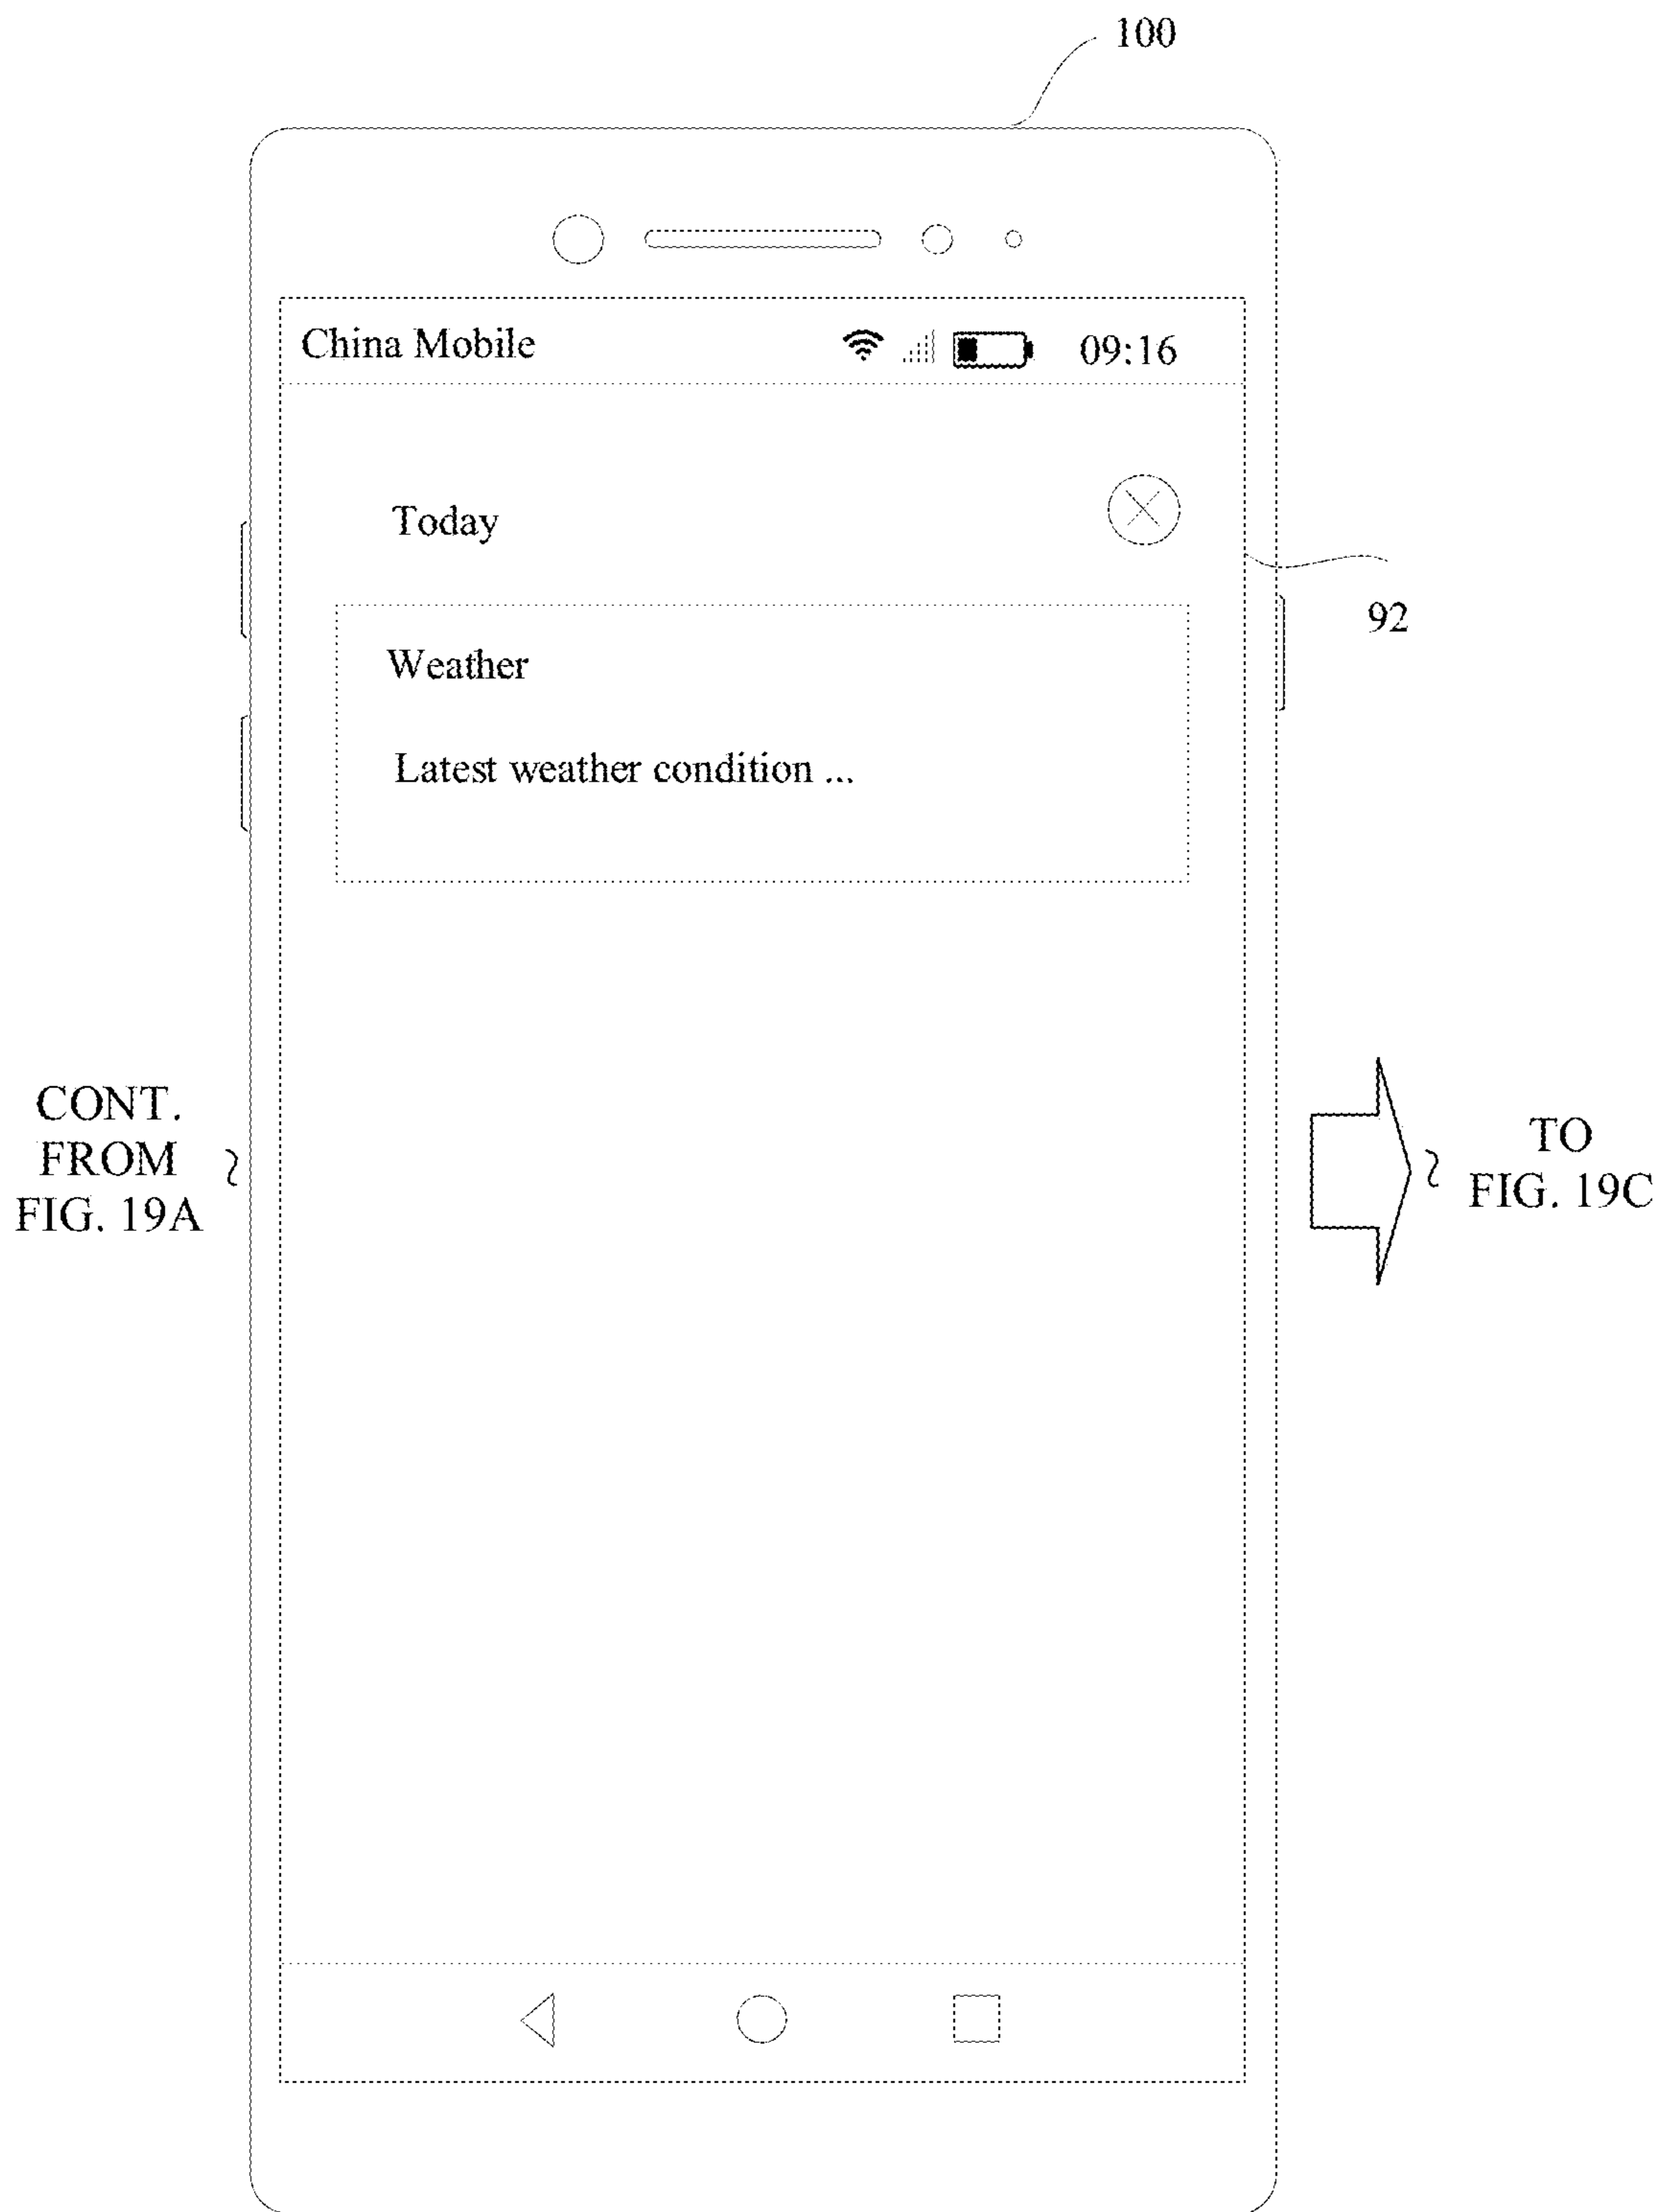 100
China Mobile 09:16
Today
92
Weather
Latest weather condition ...
CONT.
FROM
FIG. 19A
TO
FIG. 19C